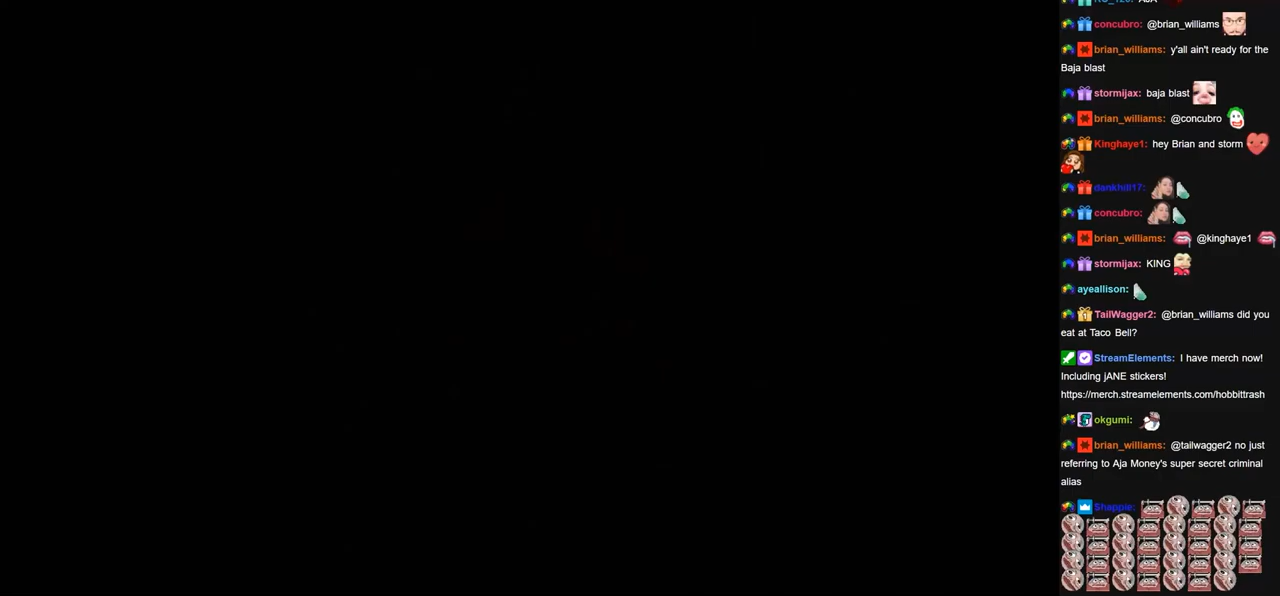 concubro: @brian_williams
brian_williams: y'all ain't ready for the
Baja blast
stormijax: baja blast
brian_williams: @concubro
Kinghaye1: hey Brian and storm
dankhill17:
concubro:
brian_williams: @kinghaye1
stormijax: KING
ayeallison:
TailWagger2: @brian_williams did you
eat at Taco Bell?
StreamElements: I have merch now!
Including jANE stickers!
https://merch.streamelements.com/hobbittrash
okgumi:
brian_williams: @tailwagger2 no just
referring to Aja Money's super secret criminal
alias
Shappie: